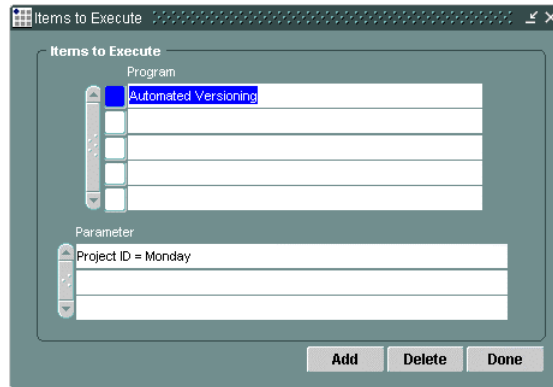 Items to Execute
Items to Execute
Program
Automated Versioning
Parameter
Project ID = Monday
Add Delete Done